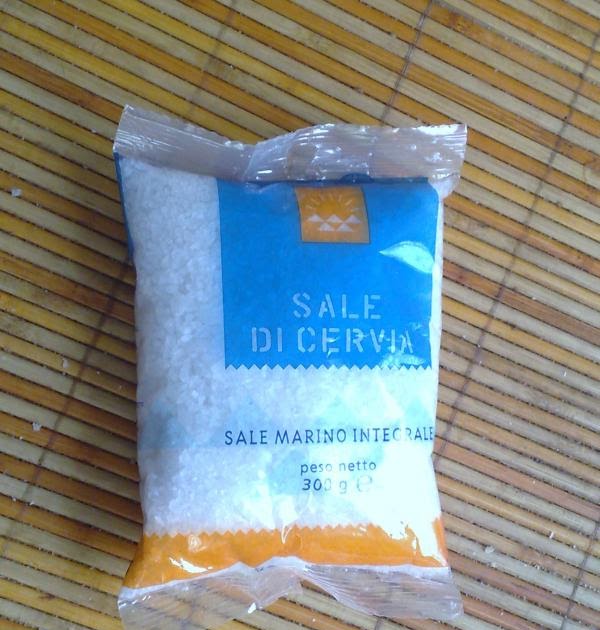 SALE
DI CERVIA
SALE MARINO INTEGRALE
peso netto
300 g ℮